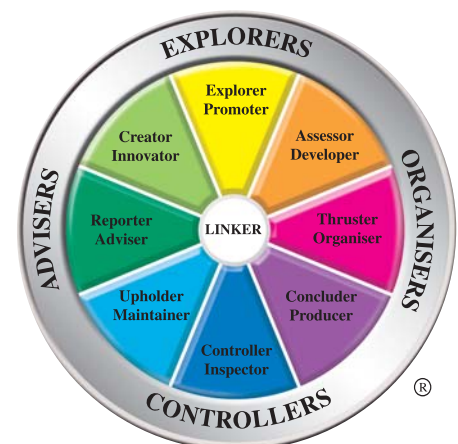 EXPLORERS
Explorer
Promoter
Creator
Innovator
Assessor
Developer
ADVISERS
ORGANISERS
Reporter
Adviser
LINKER
Thruster
Organiser
Upholder
Maintainer
Concluder
Producer
Controller
Inspector
CONTROLLERS
®